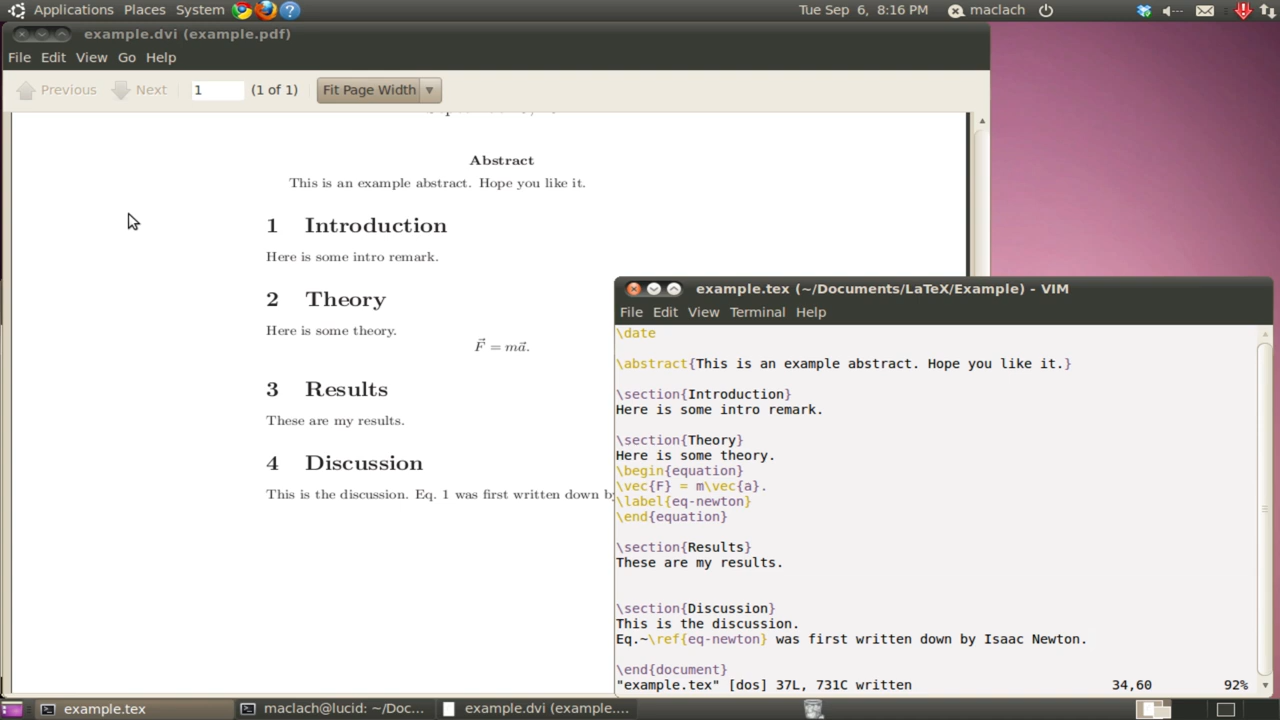 Applications Places System
Tue Sep 6, 8:16 PM
maclach
example.dvi (example.pdf)
File Edit View Go Help
Previous Next 1 (1 of 1) Fit Page Width
Abstract
This is an example abstract. Hope you like it.
1 Introduction
Here is some intro remark.
2 Theory
Here is some theory.
F⃗ = ma⃗.
3 Results
These are my results.
4 Discussion
This is the discussion. Eq. 1 was first written down by
example.tex (~/Documents/LaTeX/Example) - VIM
File Edit View Terminal Help
\date
\abstract{This is an example abstract. Hope you like it.}
\section{Introduction}
Here is some intro remark.
\section{Theory}
Here is some theory.
\begin{equation}
\vec{F} = m\vec{a}.
\label{eq-newton}
\end{equation}
\section{Results}
These are my results.
\section{Discussion}
This is the discussion.
Eq.~\ref{eq-newton} was first written down by Isaac Newton.
\end{document}
"example.tex" [dos] 37L, 731C written 34,60 92%
example.tex
maclach@lucid: ~/Doc...
example.dvi (example....